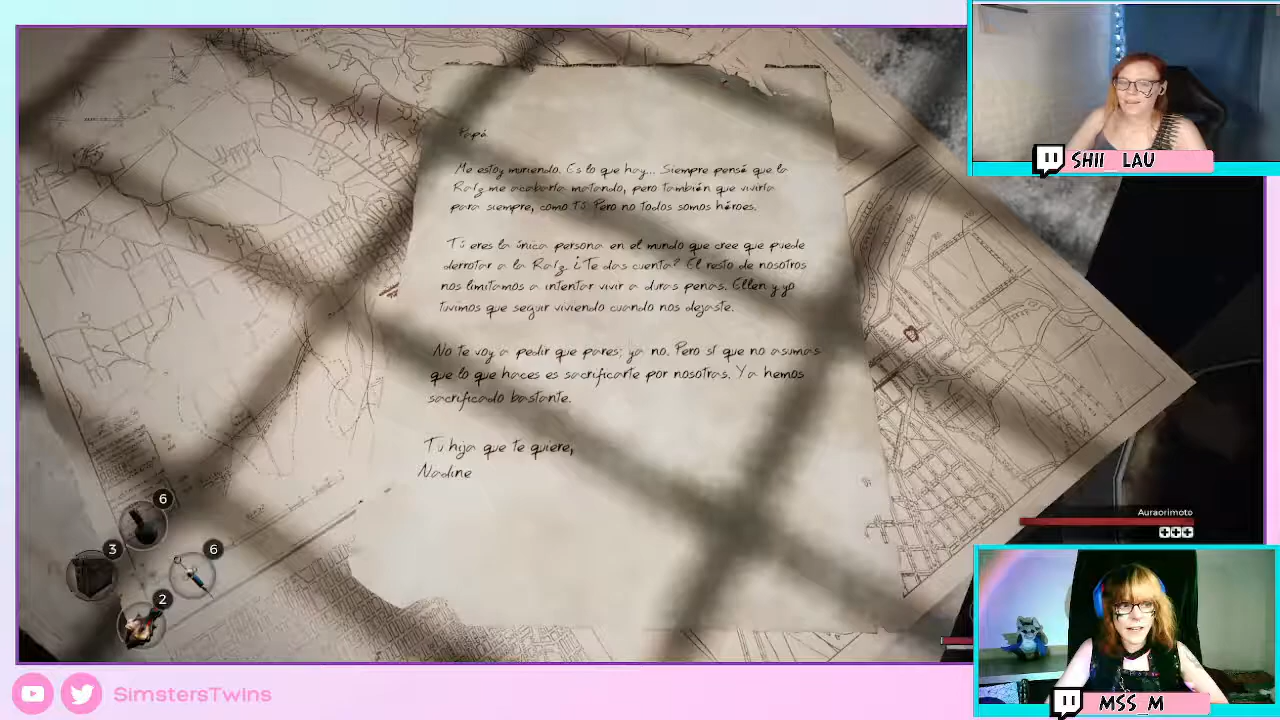 SHII_LAU
Papá
Me estoy muriendo. Es lo que hay... Siempre pensé que la
Raíz me acabaría matando, pero también que viviría
para siempre, como TÚ. Pero no todos somos héroes.
Tú eres la única persona en el mundo que cree que puede
derrotar a la Raíz. ¿Te das cuenta? El resto de nosotros
nos limitamos a intentar vivir a duras penas. Ellen y yo
tuvimos que seguir viviendo cuando nos dejaste.
No te voy a pedir que pares; ya no. Pero sí que no asumas
que lo que haces es sacrificarte por nosotras. Ya hemos
sacrificado bastante.
Tu hija que te quiere,
Nadine
6
3
6
2
Auraorimoto
SimstersTwins
MSS_M